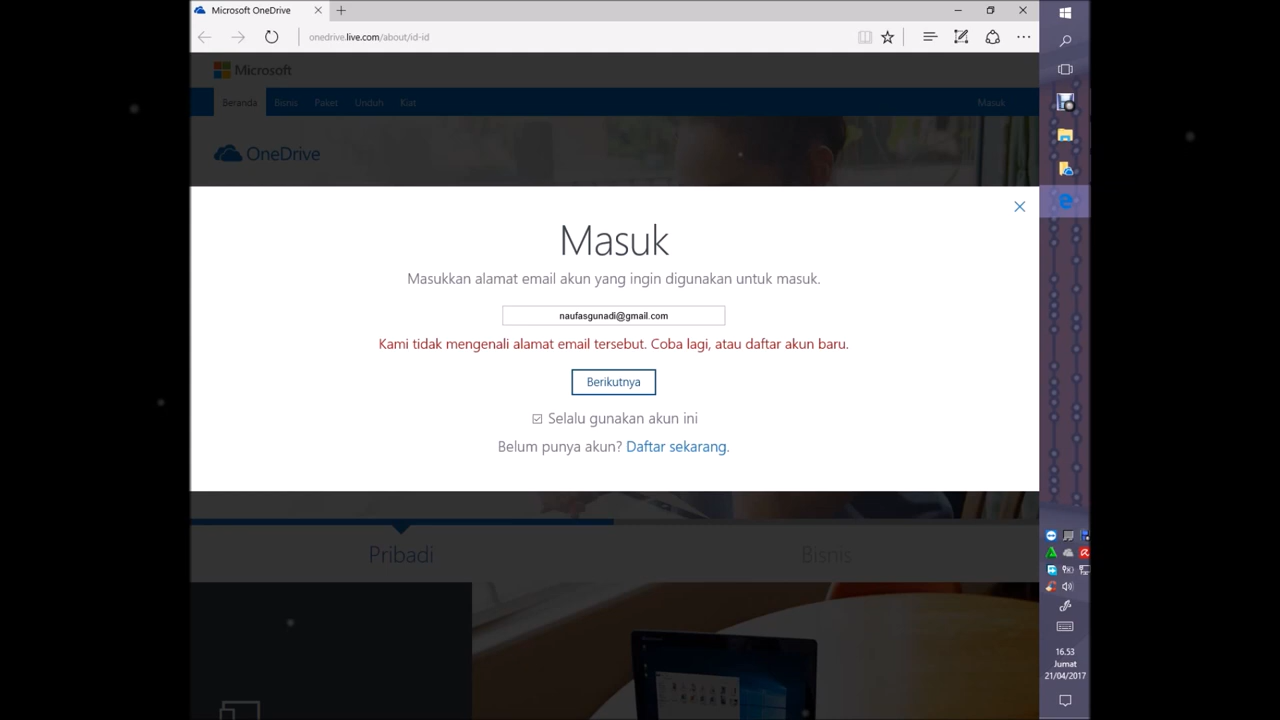 Microsoft OneDrive
onedrive.live.com/about/id-id
Microsoft
Beranda Bisnis Paket Unduh Kiat Masuk
OneDrive
Masuk
Masukkan alamat email akun yang ingin digunakan untuk masuk.
naufasgunadi@gmail.com
Kami tidak mengenali alamat email tersebut. Coba lagi, atau daftar akun baru.
Berikutnya
Selalu gunakan akun ini
Belum punya akun? Daftar sekarang.
Pribadi Bisnis
16.53
Jumat
21/04/2017